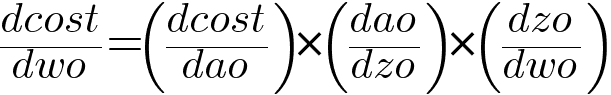 dcost/dwo = (dcost/dao) × (dao/dzo) × (dzo/dwo)